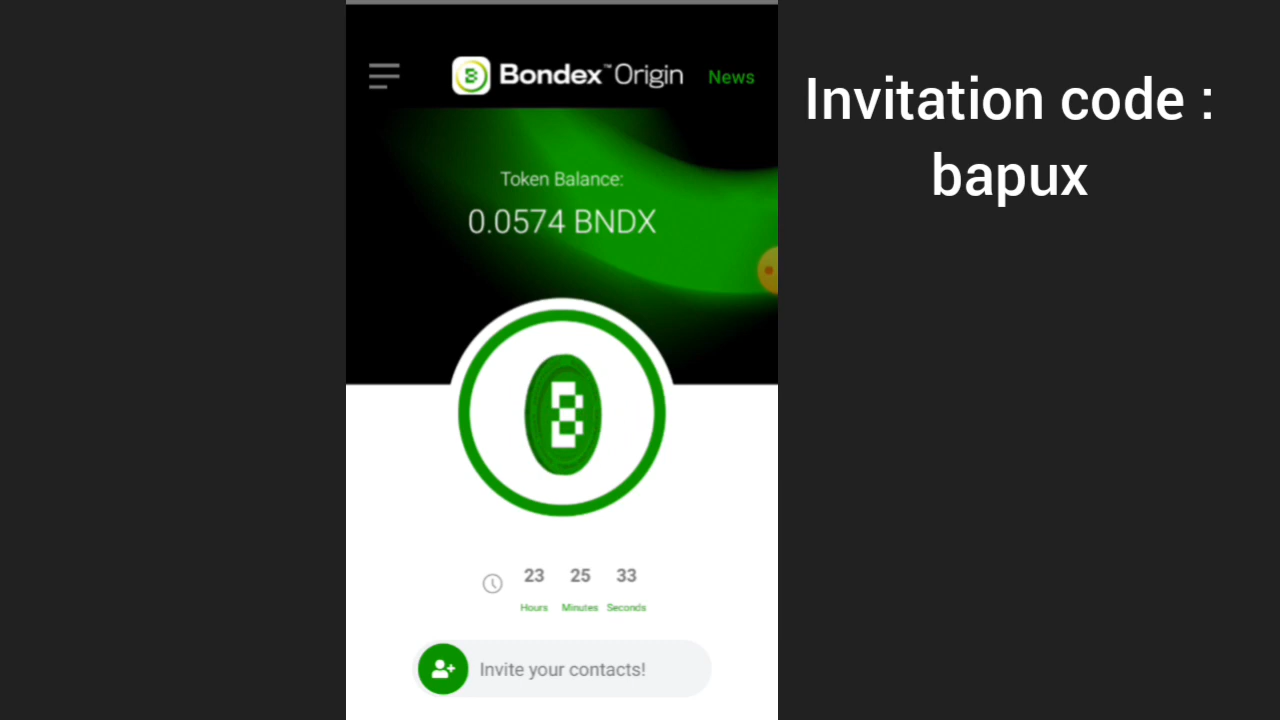 Bondex™ Origin
News
Invitation code :
bapux
Token Balance:
0.0574 BNDX
23 25 33
Hours Minutes Seconds
Invite your contacts!